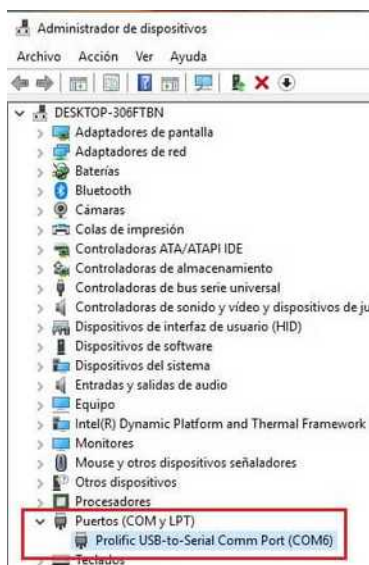 Administrador de dispositivos
Archivo Acción Ver Ayuda
DESKTOP-306FTBN
Adaptadores de pantalla
Adaptadores de red
Baterías
Bluetooth
Cámaras
Colas de impresión
Controladoras ATA/ATAPI IDE
Controladoras de almacenamiento
Controladoras de bus serie universal
Controladoras de sonido y vídeo y dispositivos de ju
Dispositivos de interfaz de usuario (HID)
Dispositivos de software
Dispositivos del sistema
Entradas y salidas de audio
Equipo
Intel(R) Dynamic Platform and Thermal Framework
Monitores
Mouse y otros dispositivos señaladores
Otros dispositivos
Procesadores
Puertos (COM y LPT)
Prolific USB-to-Serial Comm Port (COM6)
Teclados